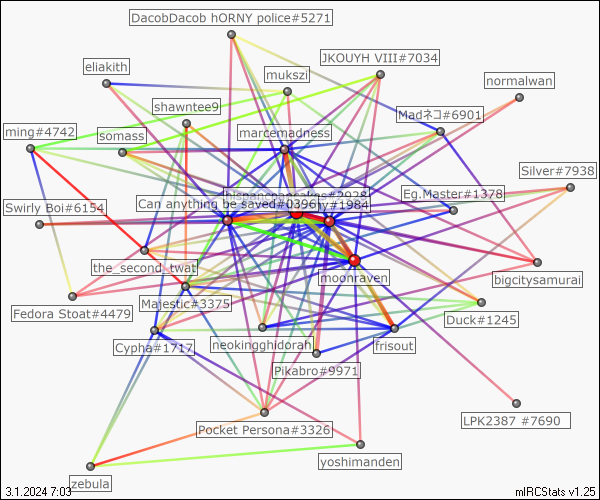 DacobDacob hORNY police#5271
JKOUYH VIII#7034
eliakith
mukszi
normalwan
shawntee9
Madネコ#6901
ming#4742
somass
marcemadness
Silver#7938
Eg.Master#1378
Can anything be saved#0396
#1984
Swirly Boi#6154
the_second_twat
moonraven
bigcitysamurai
Fedora Stoat#4479
Majestic#3375
Duck#1245
Cypha#1717
neokingghidorah
frisout
Pikabro#9971
Pocket Persona#3326
LPK2387 #7690
yoshimanden
zebula
3.1.2024 7:03
mIRCStats v1.25